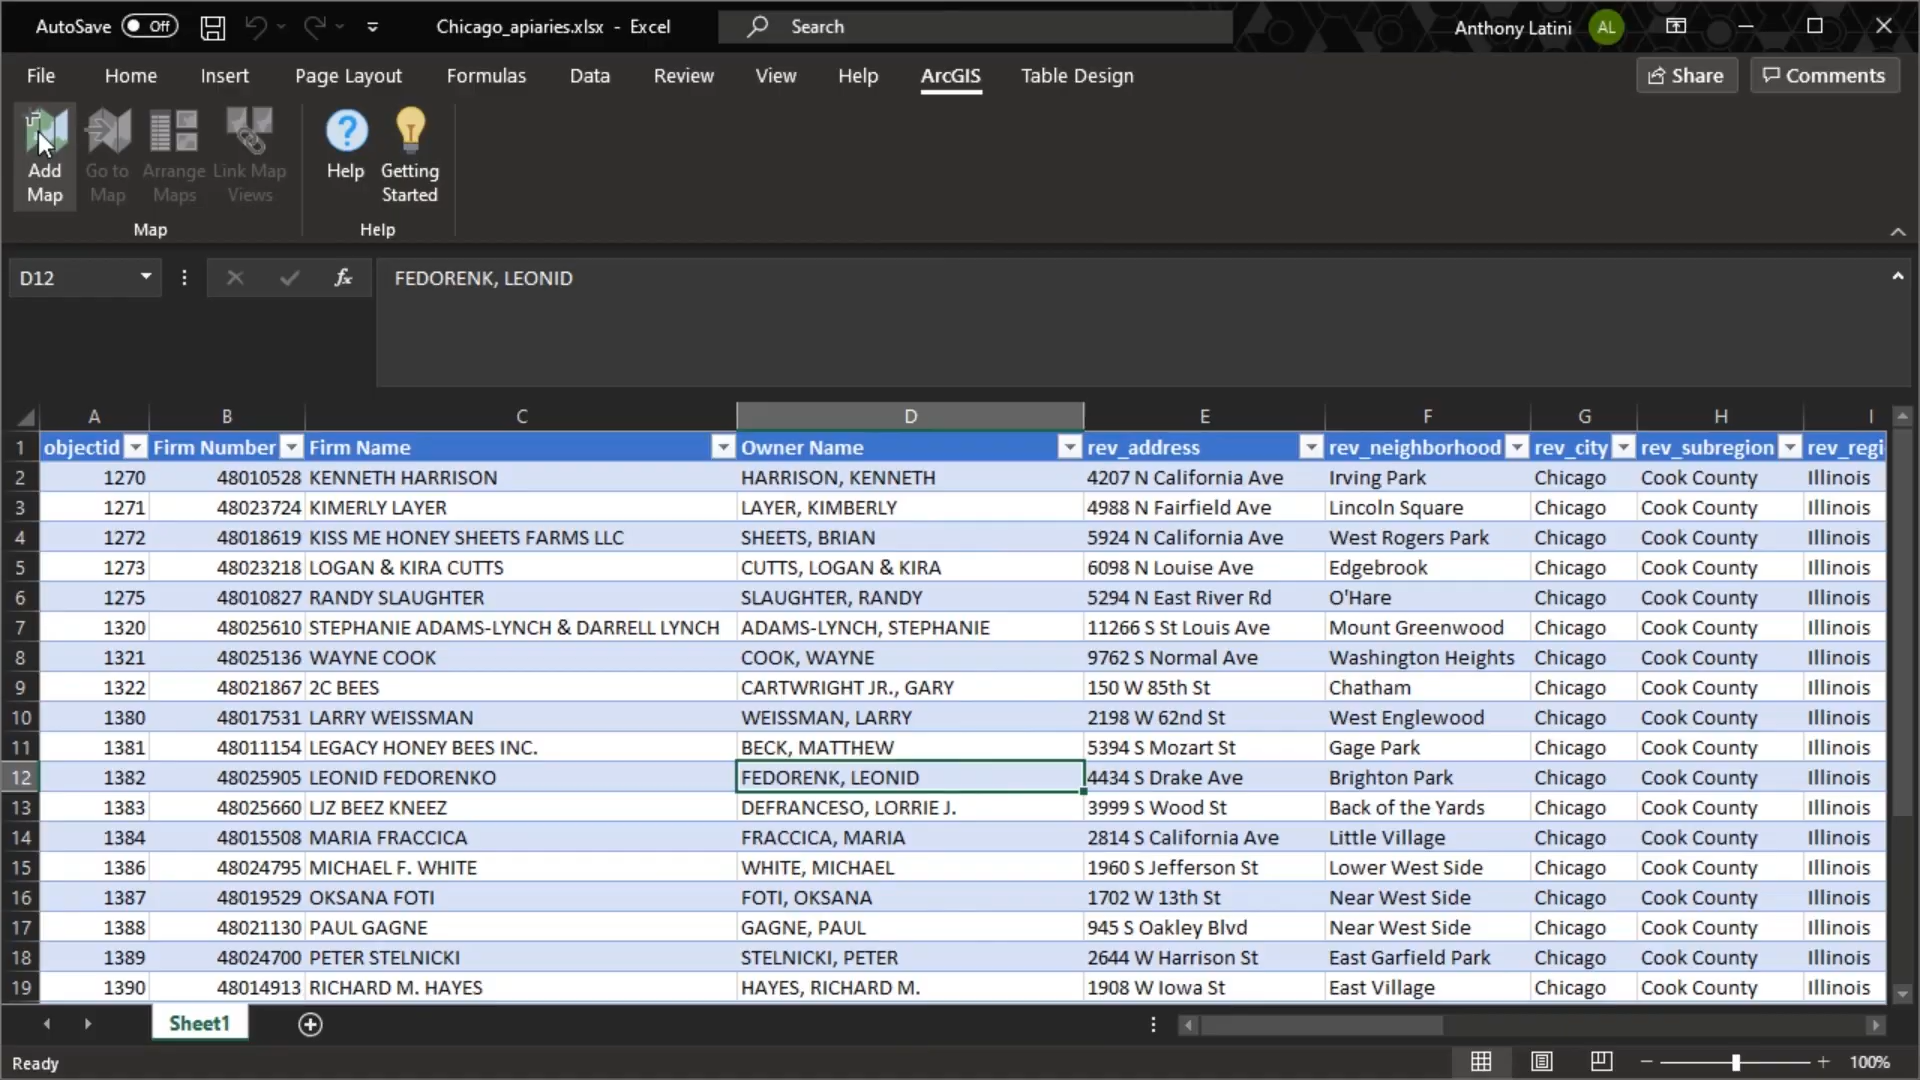 AutoSave Off Chicago_apiaries.xlsx - Excel Search Anthony Latini AL
File Home Insert Page Layout Formulas Data Review View Help ArcGIS Table Design Share Comments
Add Map Go to Map Arrange Maps Link Map Views Help Getting Started
Map Help
D12 fx FEDORENK, LEONID
A B C D E F G H I
1 objectid Firm Number Firm Name Owner Name rev_address rev_neighborhood rev_city rev_subregion rev_regi
2 1270 48010528 KENNETH HARRISON HARRISON, KENNETH 4207 N California Ave Irving Park Chicago Cook County Illinois
3 1271 48023724 KIMERLY LAYER LAYER, KIMBERLY 4988 N Fairfield Ave Lincoln Square Chicago Cook County Illinois
4 1272 48018619 KISS ME HONEY SHEETS FARMS LLC SHEETS, BRIAN 5924 N California Ave West Rogers Park Chicago Cook County Illinois
5 1273 48023218 LOGAN & KIRA CUTTS CUTTS, LOGAN & KIRA 6098 N Louise Ave Edgebrook Chicago Cook County Illinois
6 1275 48010827 RANDY SLAUGHTER SLAUGHTER, RANDY 5294 N East River Rd O'Hare Chicago Cook County Illinois
7 1320 48025610 STEPHANIE ADAMS-LYNCH & DARRELL LYNCH ADAMS-LYNCH, STEPHANIE 11266 S St Louis Ave Mount Greenwood Chicago Cook County Illinois
8 1321 48025136 WAYNE COOK COOK, WAYNE 9762 S Normal Ave Washington Heights Chicago Cook County Illinois
9 1322 48021867 2C BEES CARTWRIGHT JR., GARY 150 W 85th St Chatham Chicago Cook County Illinois
10 1380 48017531 LARRY WEISSMAN WEISSMAN, LARRY 2198 W 62nd St West Englewood Chicago Cook County Illinois
11 1381 48011154 LEGACY HONEY BEES INC. BECK, MATTHEW 5394 S Mozart St Gage Park Chicago Cook County Illinois
12 1382 48025905 LEONID FEDORENKO FEDORENK, LEONID 4434 S Drake Ave Brighton Park Chicago Cook County Illinois
13 1383 48025660 LJZ BEEZ KNEEZ DEFRANCESO, LORRIE J. 3999 S Wood St Back of the Yards Chicago Cook County Illinois
14 1384 48015508 MARIA FRACCICA FRACCICA, MARIA 2814 S California Ave Little Village Chicago Cook County Illinois
15 1386 48024795 MICHAEL F. WHITE WHITE, MICHAEL 1960 S Jefferson St Lower West Side Chicago Cook County Illinois
16 1387 48019529 OKSANA FOTI FOTI, OKSANA 1702 W 13th St Near West Side Chicago Cook County Illinois
17 1388 48021130 PAUL GAGNE GAGNE, PAUL 945 S Oakley Blvd Near West Side Chicago Cook County Illinois
18 1389 48024700 PETER STELNICKI STELNICKI, PETER 2644 W Harrison St East Garfield Park Chicago Cook County Illinois
19 1390 48014913 RICHARD M. HAYES HAYES, RICHARD M. 1908 W Iowa St East Village Chicago Cook County Illinois
Sheet1
Ready 100%